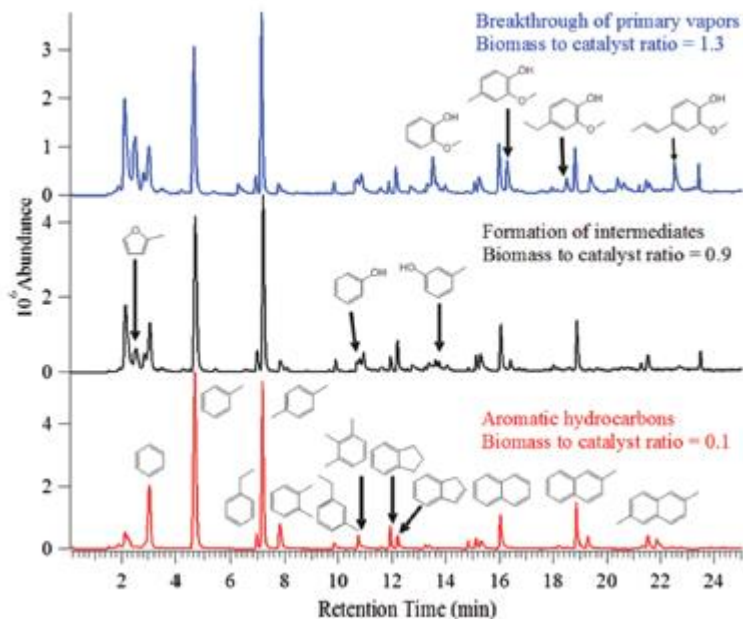 Breakthrough of primary vapors
Biomass to catalyst ratio = 1.3
3
2
1
0
OH
O
OH
O
OH
O
OH
O
Formation of intermediates
Biomass to catalyst ratio = 0.9
4
2
0
O
OH
HO
10⁶ Abundance
Aromatic hydrocarbons
Biomass to catalyst ratio = 0.1
4
2
0
2 4 6 8 10 12 14 16 18 20 22 24
Retention Time (min)